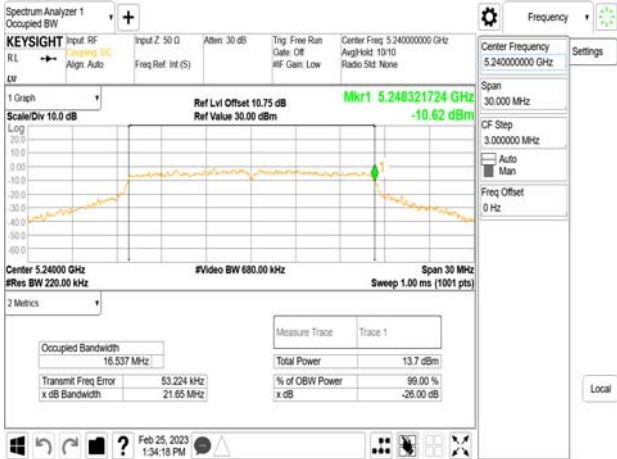 Spectrum Analyzer 1
Occupied BW
Frequency
KEYSIGHT
RL
Input: RF
Coupling: DC
Align: Auto
Input Z: 50 Ω
Freq Ref: Int (S)
Atten: 30 dB
Trig: Free Run
Gate: Off
#IF Gain: Low
Center Freq: 5.240000000 GHz
Avg|Hold: 10/10
Radio Std: None
Center Frequency
5.240000000 GHz
Settings
Span
30.000 MHz
CF Step
3.000000 MHz
Auto
Man
Freq Offset
0 Hz
1 Graph
Scale/Div 10.0 dB
Ref Lvl Offset 10.75 dB
Ref Value 30.00 dBm
Mkr1 5.248321724 GHz
-10.62 dBm
Log
20.0
10.0
0.00
-10.0
-20.0
-30.0
-40.0
-50.0
-60.0
1
Center 5.24000 GHz
#Res BW 220.00 kHz
#Video BW 680.00 kHz
Span 30 MHz
Sweep 1.00 ms (1001 pts)
2 Metrics
Measure Trace Trace 1
Occupied Bandwidth
16.537 MHz
Total Power 13.7 dBm
Transmit Freq Error 53.224 kHz
% of OBW Power 99.00 %
x dB Bandwidth 21.65 MHz
x dB -26.00 dB
Local
Feb 25, 2023
1:34:18 PM